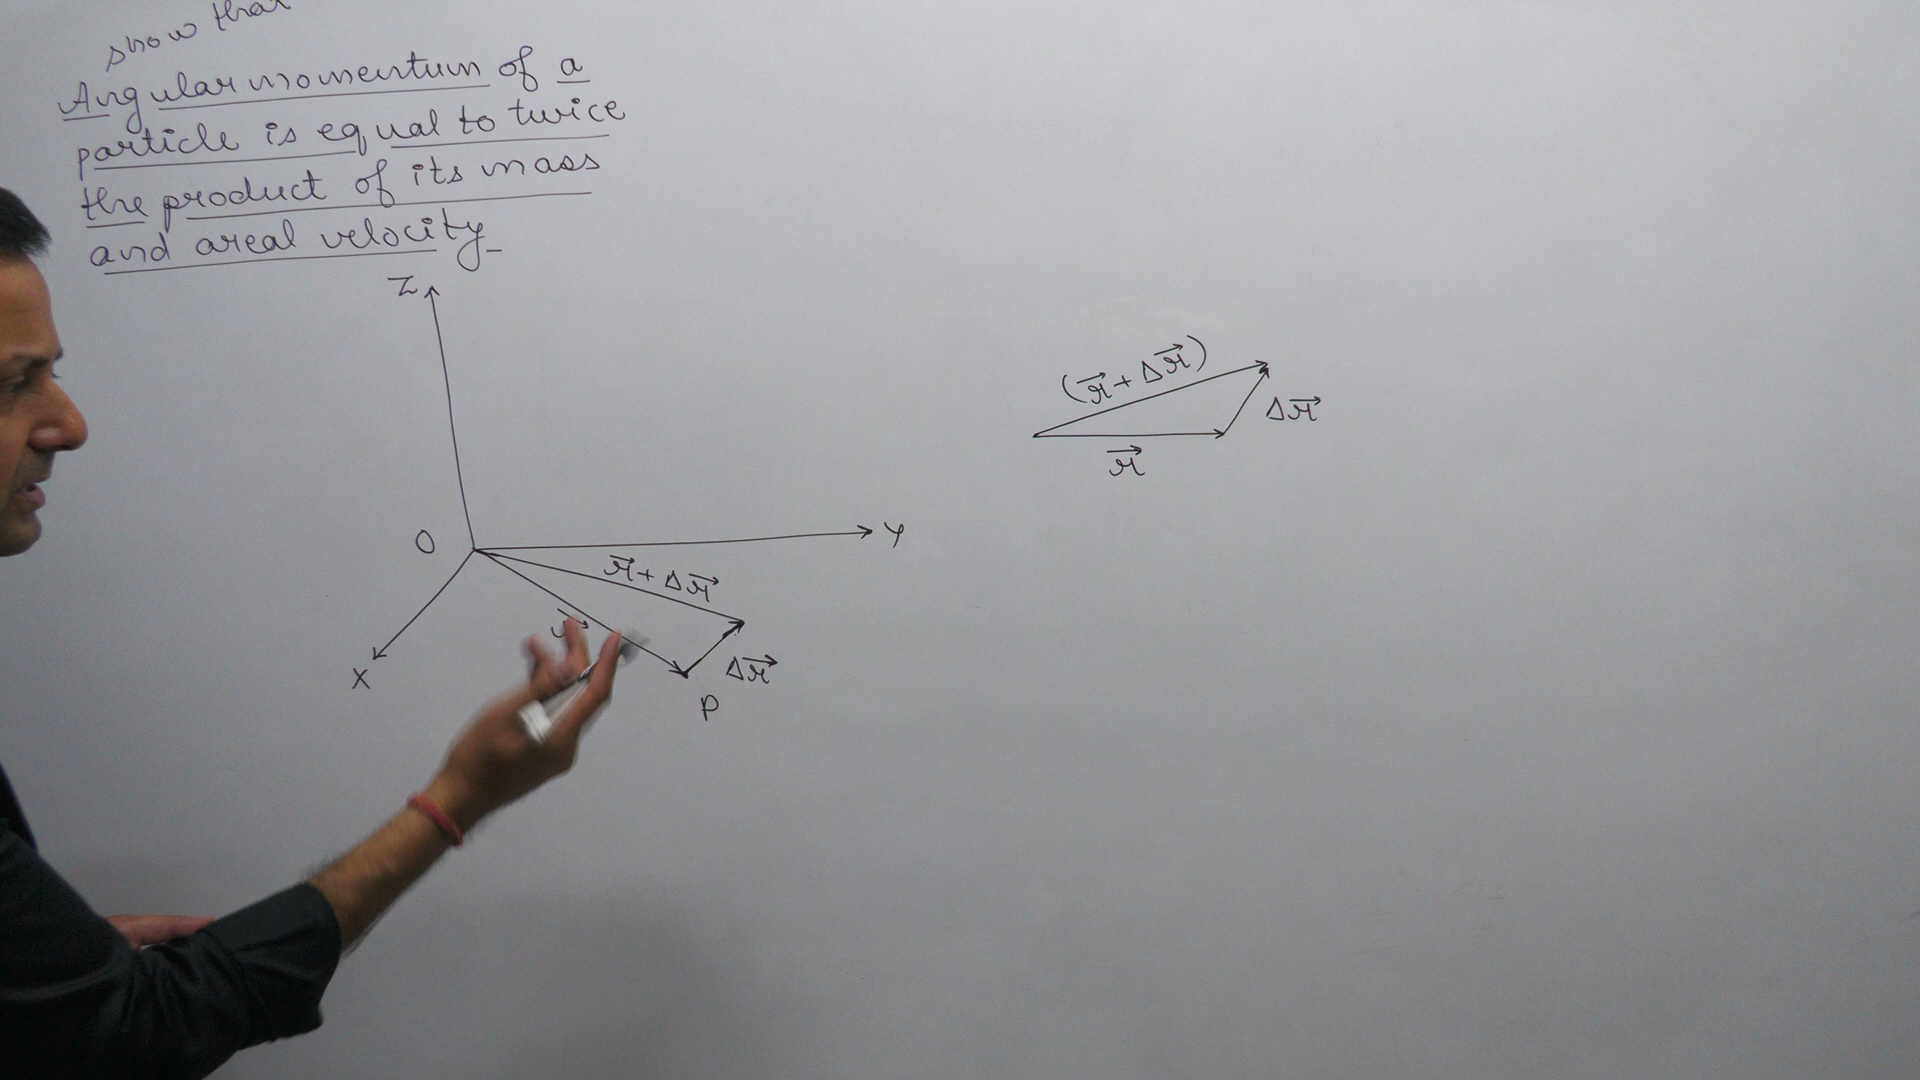 show that
Angular momentum of a
particle is equal to twice
the product of its mass
and areal velocity
Z
(r⃗ + Δr⃗)
Δr⃗
r⃗
O
Y
r⃗ + Δr⃗
r⃗
X
Δr⃗
P